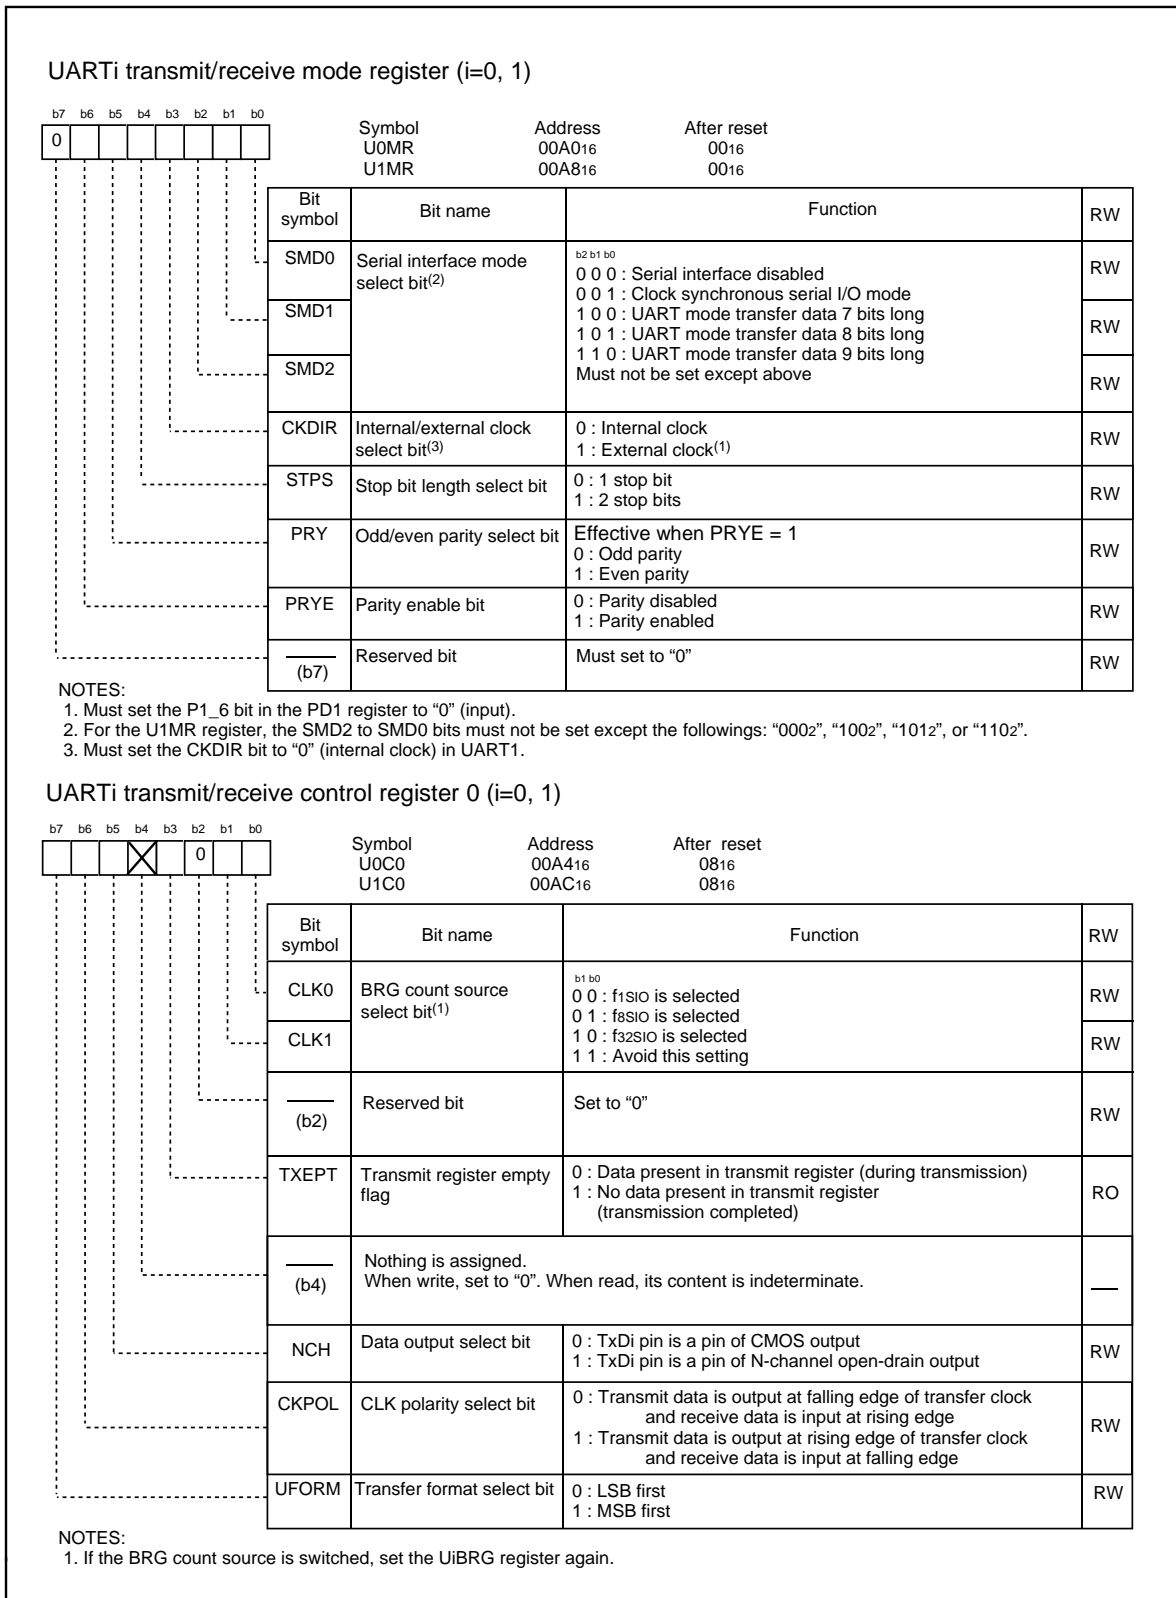 UARTi transmit/receive mode register (i=0, 1)
b7 b6 b5 b4 b3 b2 b1 b0
0
Symbol Address After reset
U0MR 00A016 0016
U1MR 00A816 0016
Bit symbol Bit name Function RW
SMD0 Serial interface mode select bit(2) RW
b2 b1 b0
0 0 0 : Serial interface disabled
0 0 1 : Clock synchronous serial I/O mode
1 0 0 : UART mode transfer data 7 bits long
1 0 1 : UART mode transfer data 8 bits long
1 1 0 : UART mode transfer data 9 bits long
Must not be set except above
SMD1 RW
SMD2 RW
CKDIR Internal/external clock select bit(3)
0 : Internal clock
1 : External clock(1)
RW
STPS Stop bit length select bit
0 : 1 stop bit
1 : 2 stop bits
RW
PRY Odd/even parity select bit
Effective when PRYE = 1
0 : Odd parity
1 : Even parity
RW
PRYE Parity enable bit
0 : Parity disabled
1 : Parity enabled
RW
(b7) Reserved bit Must set to “0” RW
NOTES:
1. Must set the P1_6 bit in the PD1 register to “0” (input).
2. For the U1MR register, the SMD2 to SMD0 bits must not be set except the followings: “0002”, “1002”, “1012”, or “1102”.
3. Must set the CKDIR bit to “0” (internal clock) in UART1.
UARTi transmit/receive control register 0 (i=0, 1)
b7 b6 b5 b4 b3 b2 b1 b0
0
Symbol Address After reset
U0C0 00A416 0816
U1C0 00AC16 0816
Bit symbol Bit name Function RW
CLK0 BRG count source select bit(1) RW
b1 b0
0 0 : f1SIO is selected
0 1 : f8SIO is selected
1 0 : f32SIO is selected
1 1 : Avoid this setting
CLK1 RW
(b2) Reserved bit Set to “0” RW
TXEPT Transmit register empty flag
0 : Data present in transmit register (during transmission)
1 : No data present in transmit register
(transmission completed)
RO
(b4) Nothing is assigned.
When write, set to “0”. When read, its content is indeterminate.
NCH Data output select bit
0 : TxDi pin is a pin of CMOS output
1 : TxDi pin is a pin of N-channel open-drain output
RW
CKPOL CLK polarity select bit
0 : Transmit data is output at falling edge of transfer clock
and receive data is input at rising edge
1 : Transmit data is output at rising edge of transfer clock
and receive data is input at falling edge
RW
UFORM Transfer format select bit
0 : LSB first
1 : MSB first
RW
NOTES:
1. If the BRG count source is switched, set the UiBRG register again.